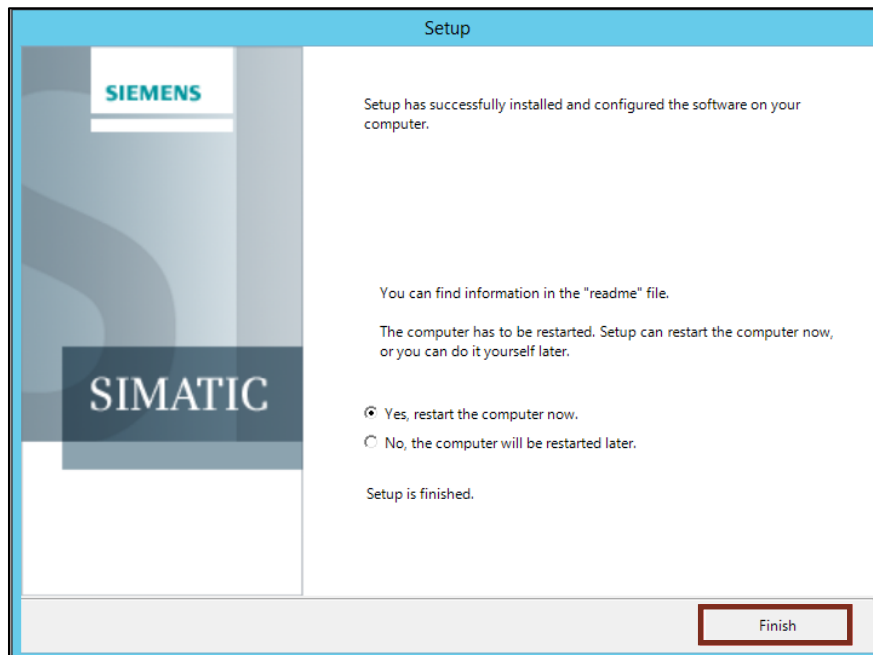 Setup
SIEMENS
Setup has successfully installed and configured the software on your
computer.
You can find information in the "readme" file.
The computer has to be restarted. Setup can restart the computer now,
or you can do it yourself later.
SIMATIC
Yes, restart the computer now.
No, the computer will be restarted later.
Setup is finished.
Finish